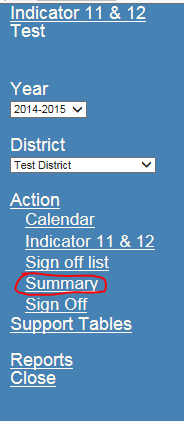 Indicator 11 & 12
Test
Year
2014-2015
District
Test District
Action
Calendar
Indicator 11 & 12
Sign off list
Summary
Sign Off
Support Tables
Reports
Close